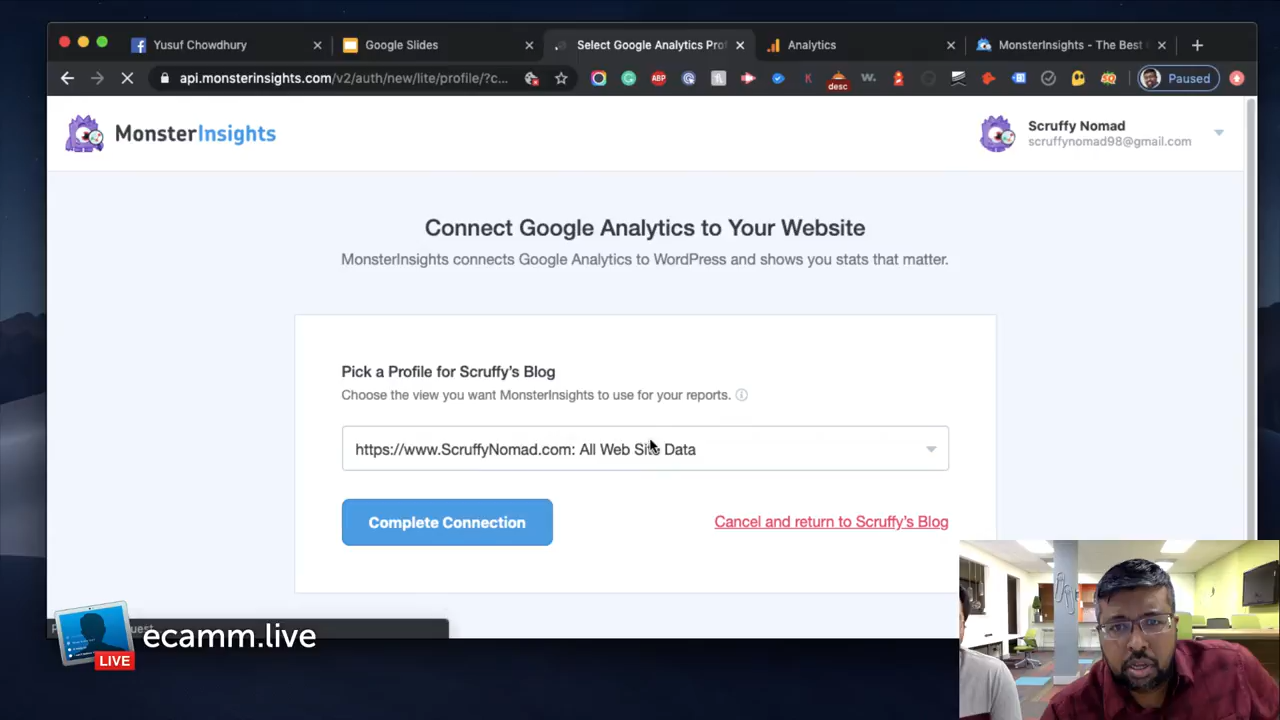 Yusuf Chowdhury
Google Slides
Select Google Analytics Prof
Analytics
MonsterInsights - The Best
api.monsterinsights.com/v2/auth/new/lite/profile/?c...
ABP
K
desc
w.
Paused
MonsterInsights
Scruffy Nomad
scruffynomad98@gmail.com
Connect Google Analytics to Your Website
MonsterInsights connects Google Analytics to WordPress and shows you stats that matter.
Pick a Profile for Scruffy's Blog
Choose the view you want MonsterInsights to use for your reports.
https://www.ScruffyNomad.com: All Web Site Data
Complete Connection
Cancel and return to Scruffy's Blog
ecamm.live
LIVE